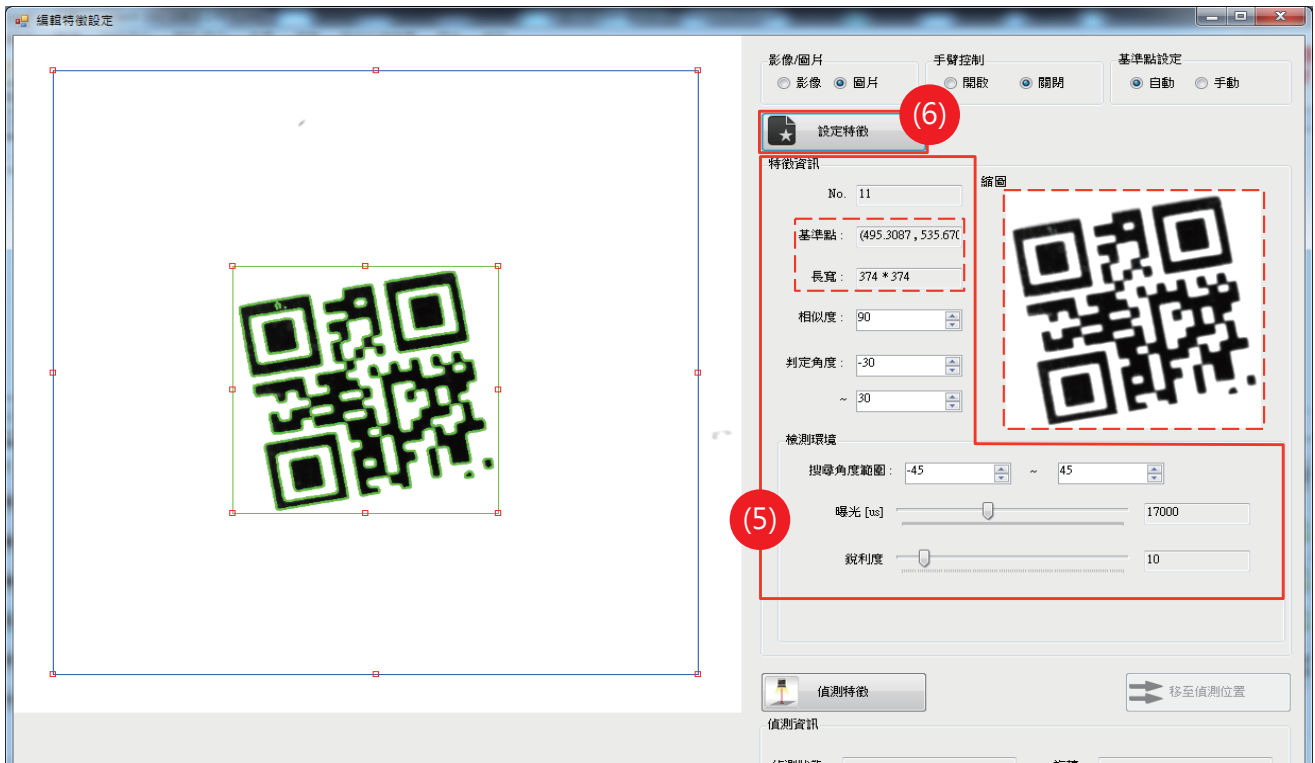 編輯特徵設定
影像/圖片
影像
圖片
手臂控制
開啟
關閉
基準點設定
自動
手動
(6)
設定特徵
特徵資訊
縮圖
No. 11
基準點 : (495.3087 , 535.670
長寬 : 374 * 374
相似度 : 90
判定角度 : -30
~ 30
檢測環境
搜尋角度範圍 : -45 ~ 45
(5)
曝光 [us] 17000
銳利度 10
偵測特徵
移至偵測位置
偵測資訊